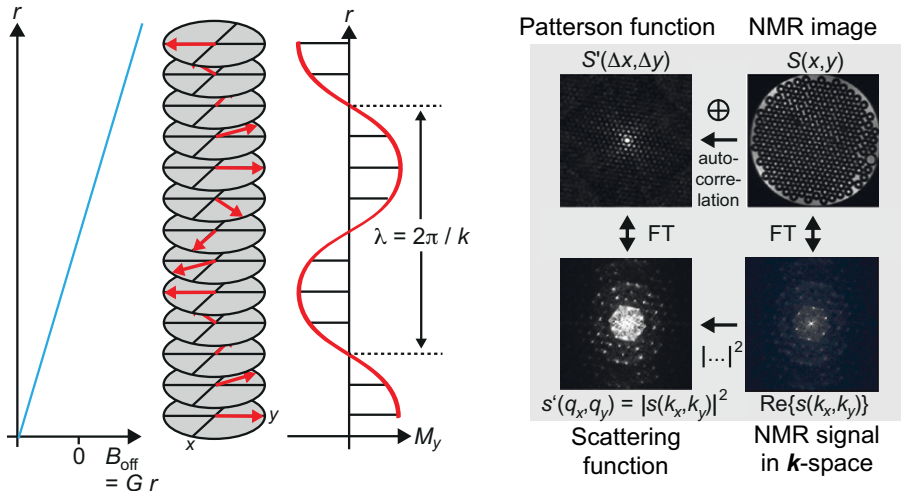 r
0
B_off
= G r
x
y
r
λ = 2π / k
M_y
Patterson function
S'(Δx,Δy)
NMR image
S(x,y)
⊕
auto-
corre-
lation
FT
FT
|...|²
s‘(q_x,q_y) = |s(k_x,k_y)|²
Re{s(k_x,k_y)}
Scattering
function
NMR signal
in k-space